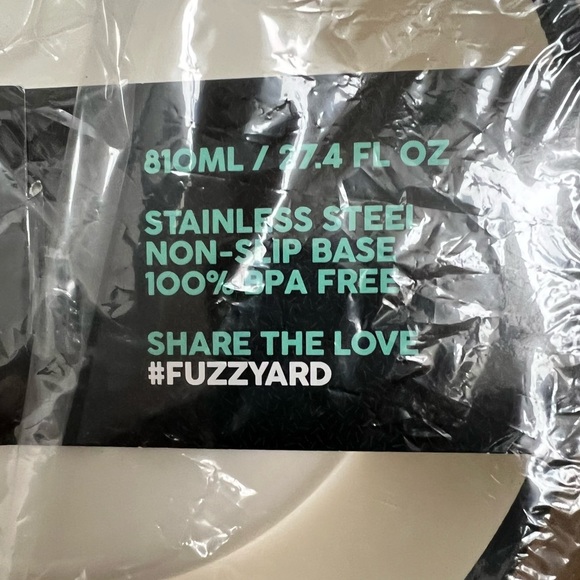 810ML / 27.4 FL OZ
STAINLESS STEEL
NON-SLIP BASE
100% BPA FREE
SHARE THE LOVE
#FUZZYARD